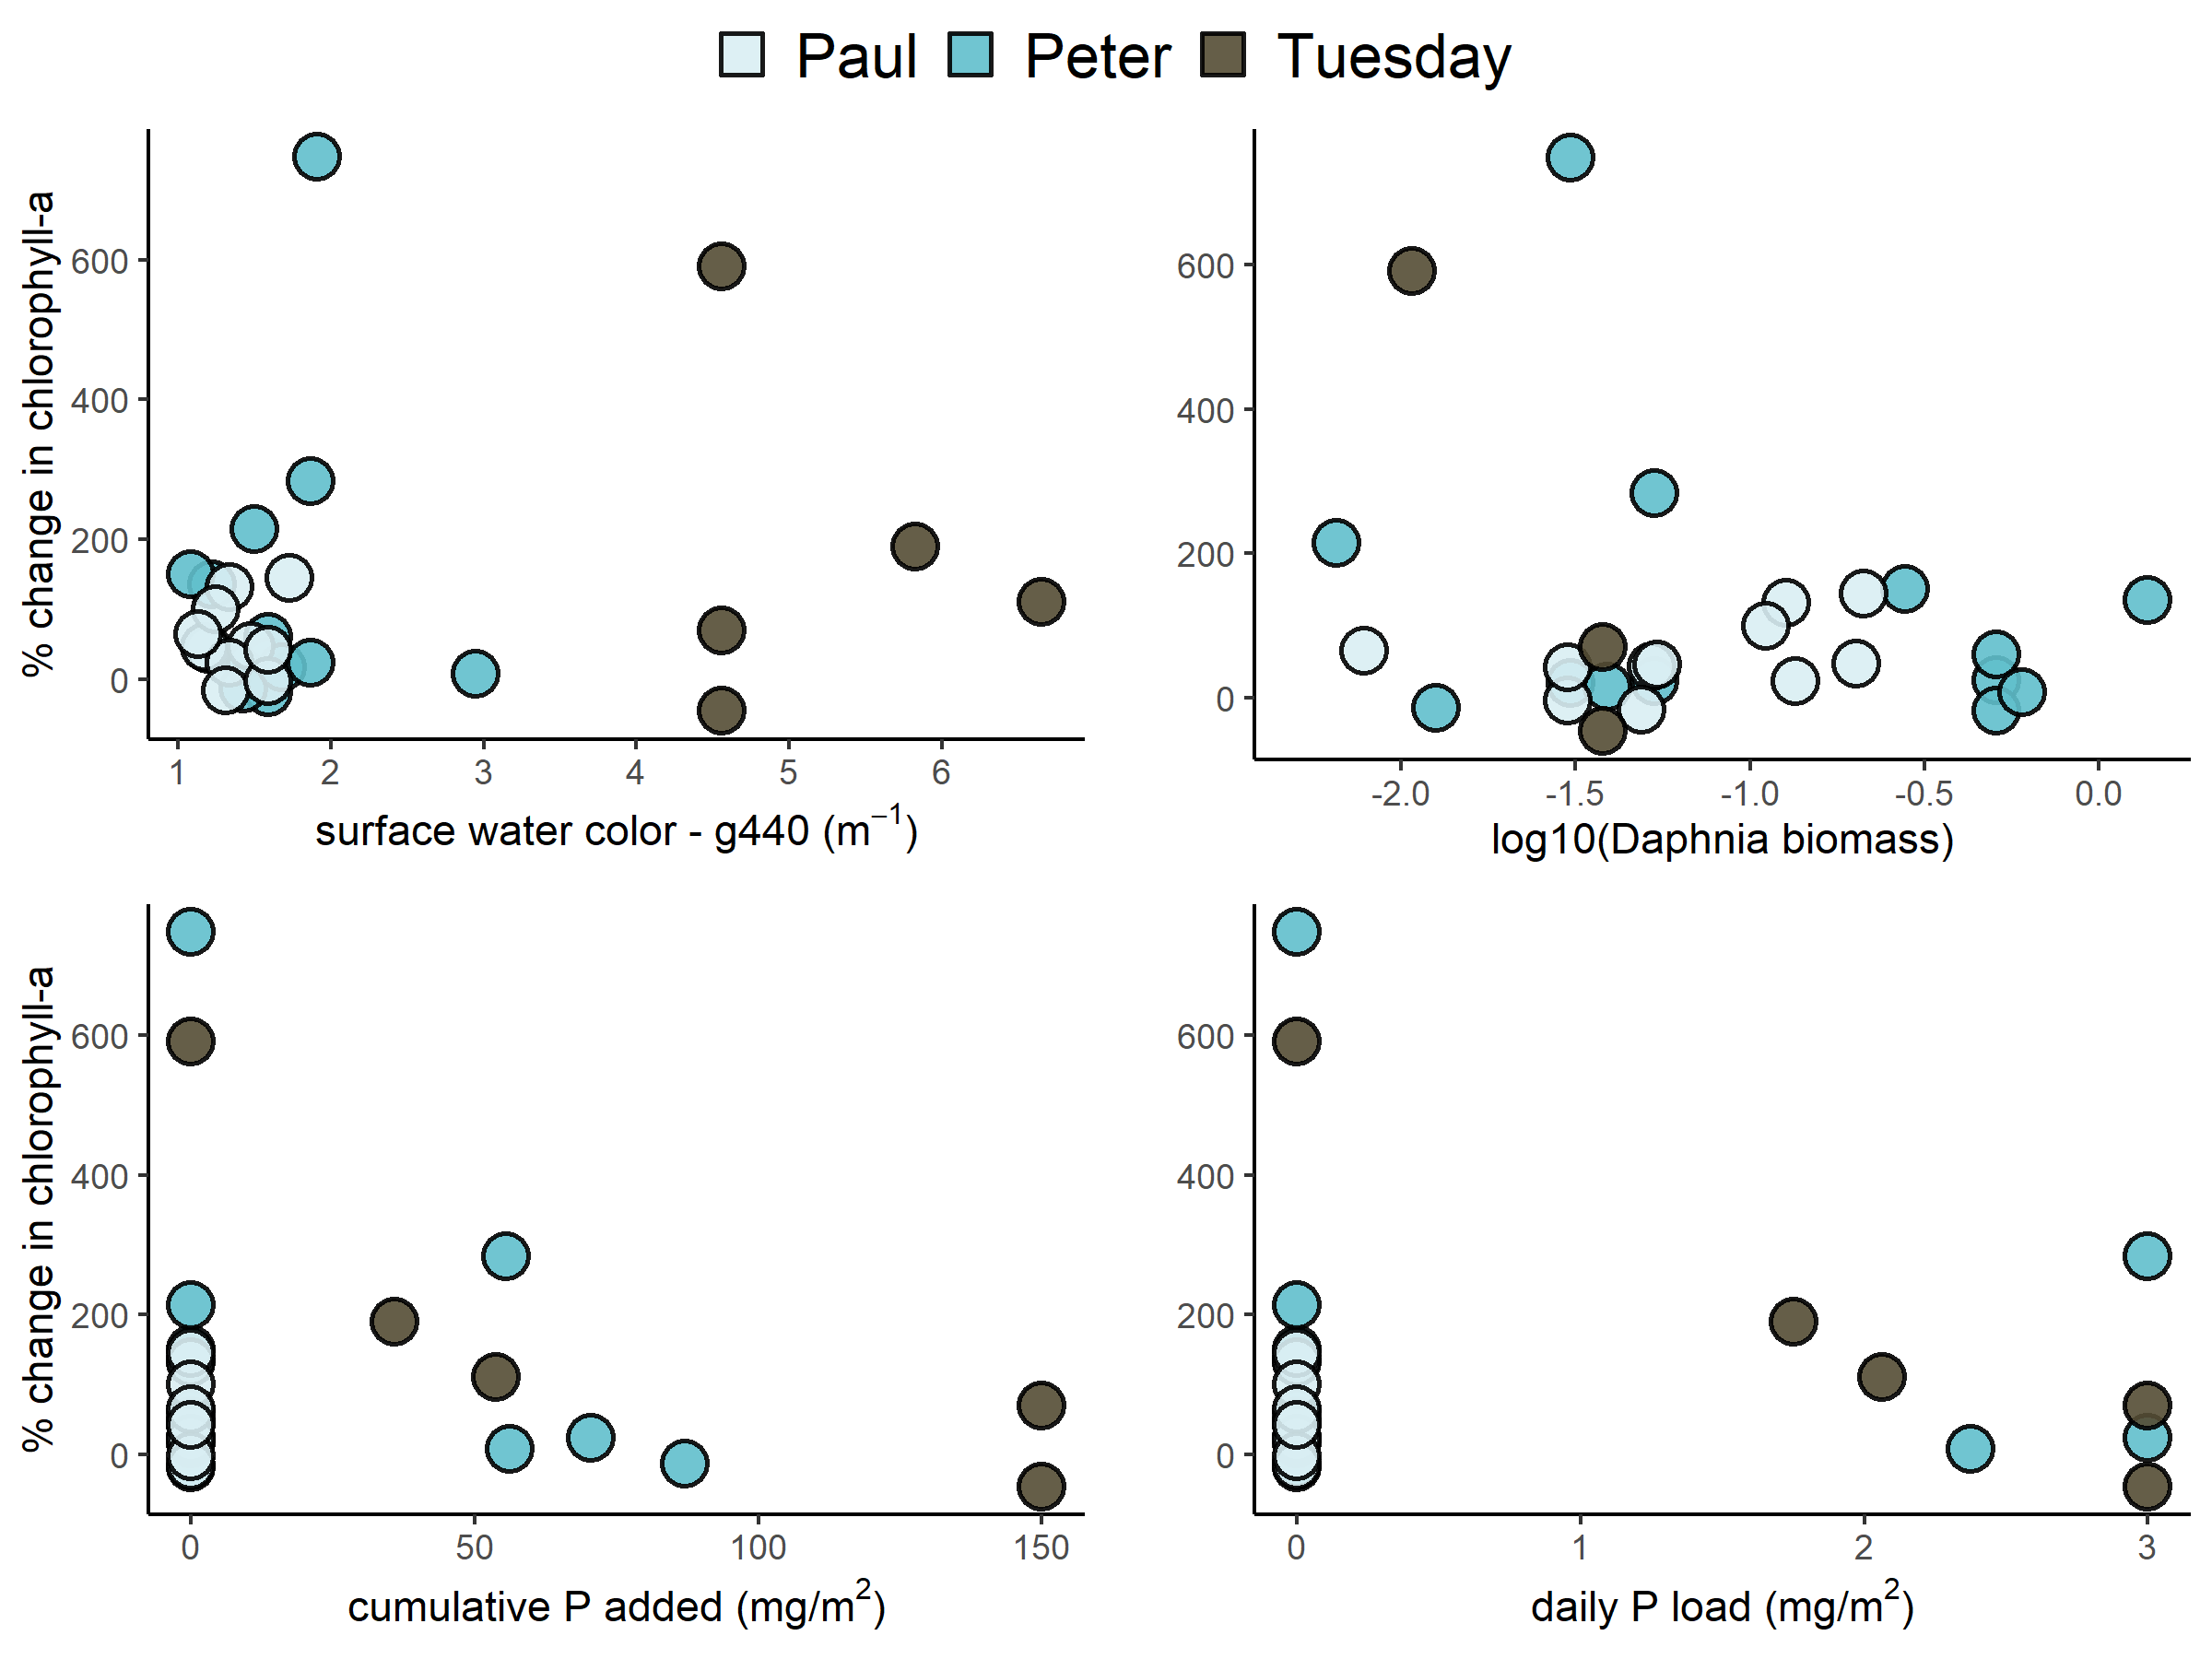 Paul Peter Tuesday
% change in chlorophyll-a
600
400
200
0
1 2 3 4 5 6
surface water color - g440 (m⁻¹)
600
400
200
0
-2.0 -1.5 -1.0 -0.5 0.0
log10(Daphnia biomass)
% change in chlorophyll-a
600
400
200
0
0 50 100 150
cumulative P added (mg/m²)
600
400
200
0
0 1 2 3
daily P load (mg/m²)